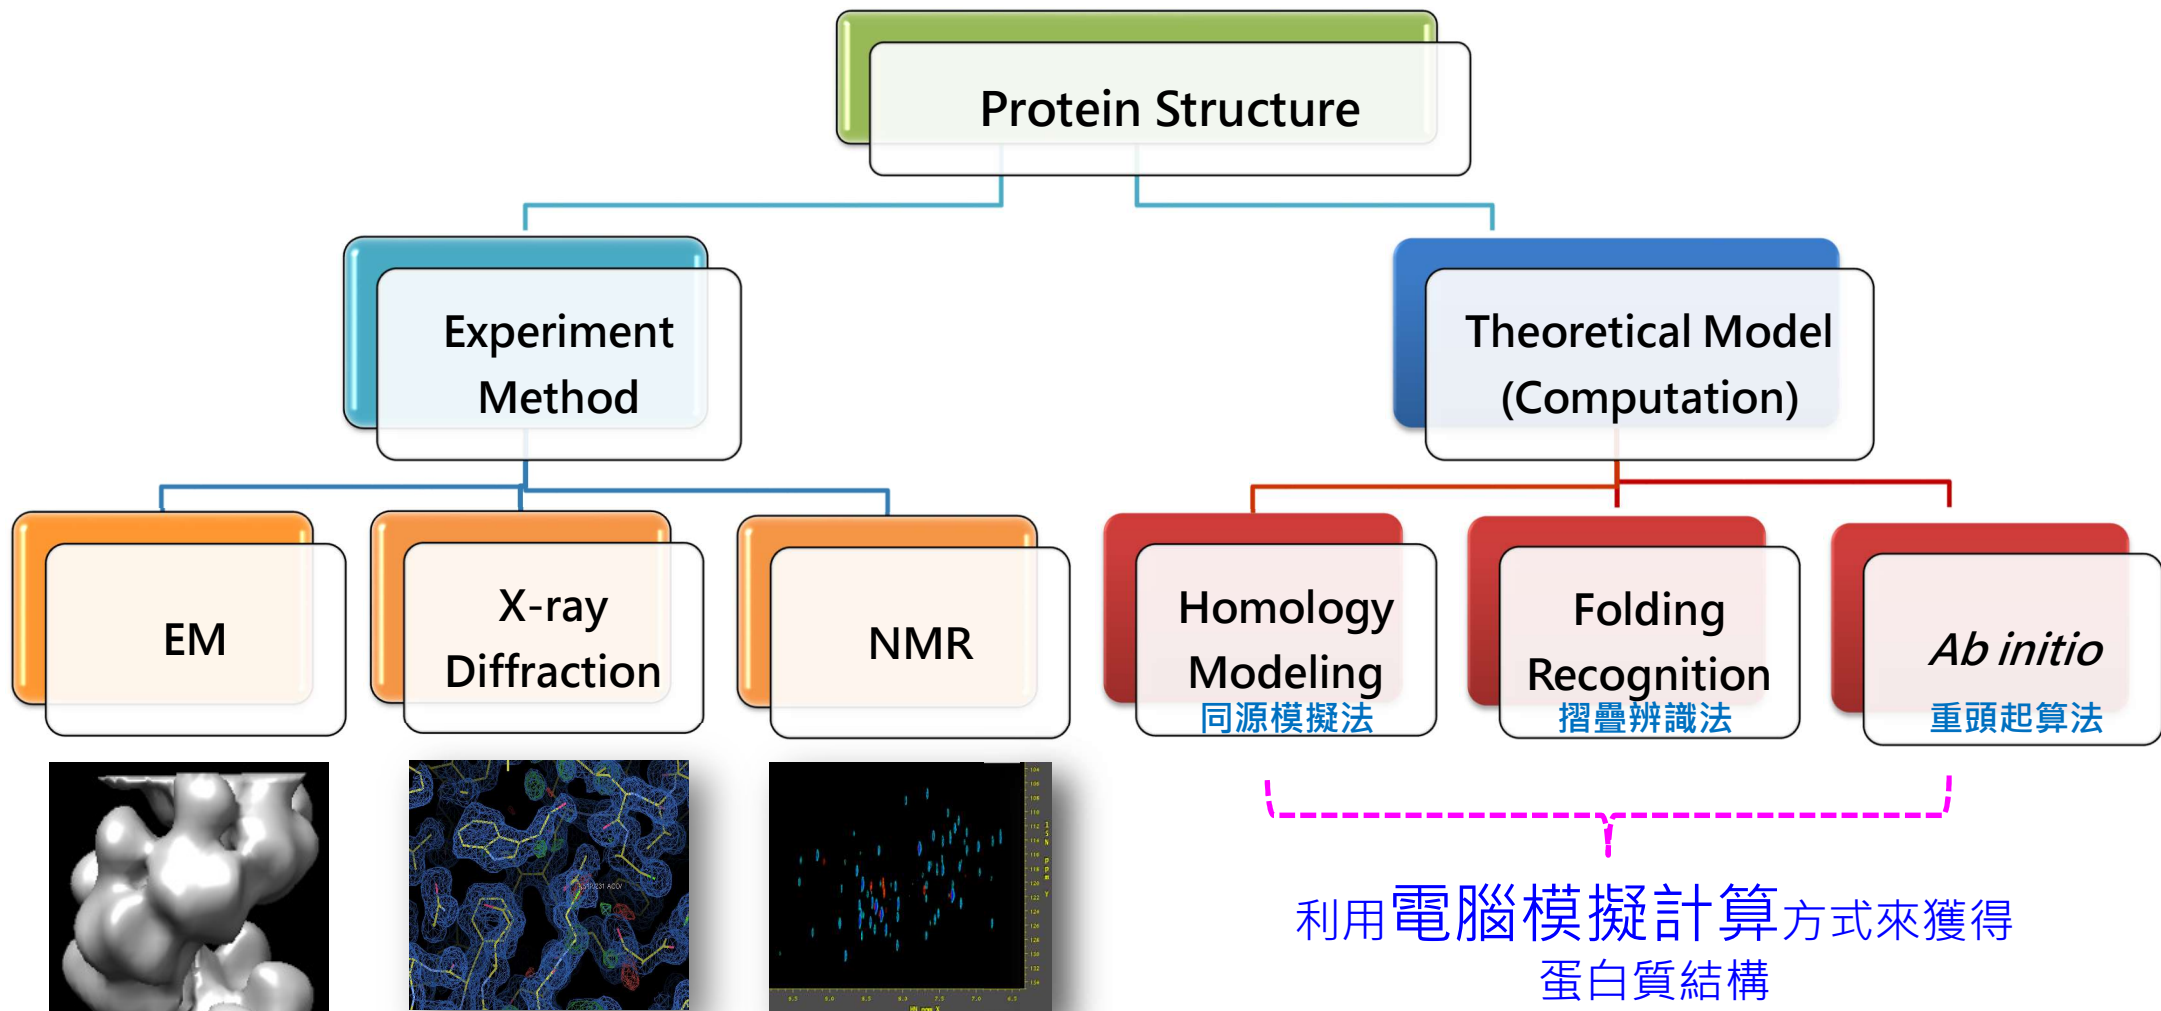 Protein Structure
Experiment
Method
Theoretical Model
(Computation)
EM
X-ray
Diffraction
NMR
Homology
Modeling
同源模擬法
Folding
Recognition
摺疊辨識法
Ab initio
重頭起算法
利用電腦模擬計算方式來獲得
蛋白質結構